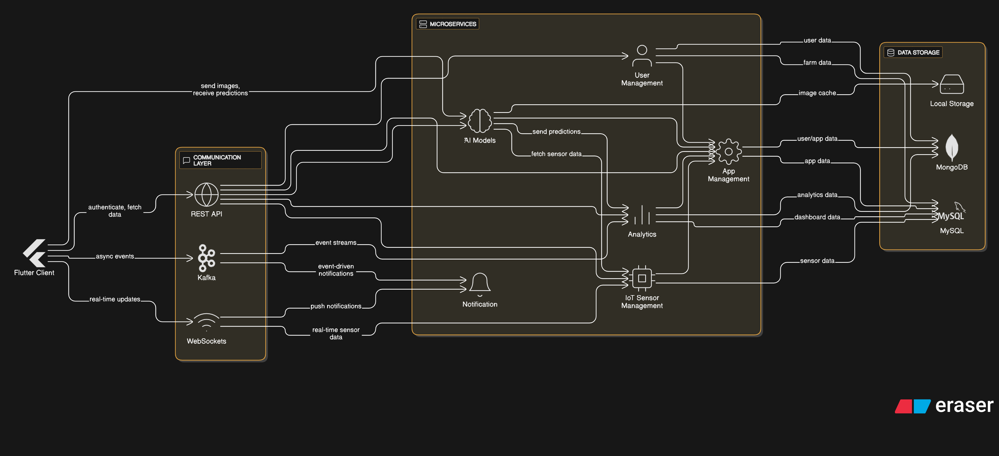 MICROSERVICES
user data
DATA STORAGE
farm data
User
Management
send images,
receive predictions
image cache
Local Storage
send predictions
AI Models
user/app data
fetch sensor data
COMMUNICATION
LAYER
app data
MongoDB
App
Management
analytics data
authenticate, fetch
data
REST API
dashboard data
MySQL
MySQL
Analytics
event streams
async events
sensor data
event-driven
notifications
Flutter Client
Kafka
real-time updates
IoT Sensor
Management
Notification
push notifications
real-time sensor
data
WebSockets
eraser